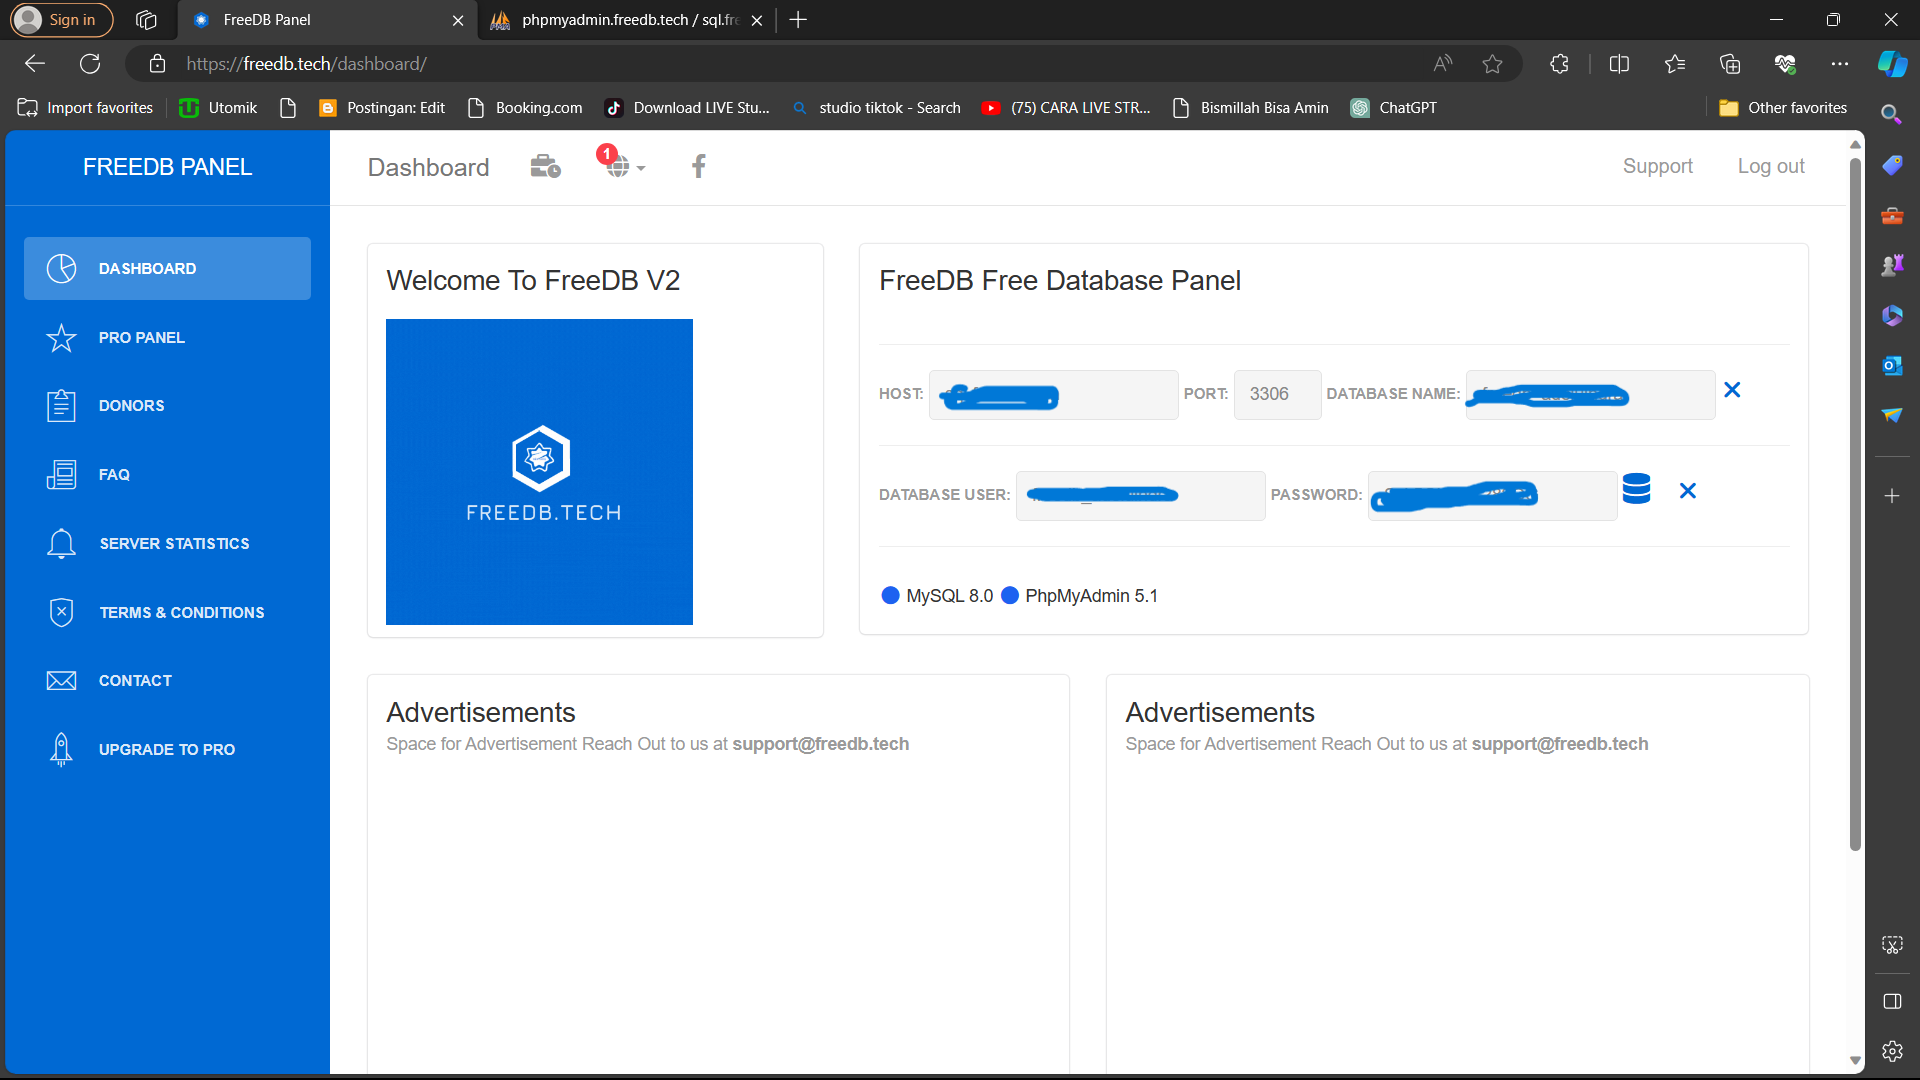 Sign in
FreeDB Panel
phpmyadmin.freedb.tech / sql.fre
https://freedb.tech/dashboard/
Import favorites
Utomik
Postingan: Edit
Booking.com
Download LIVE Stu...
studio tiktok - Search
(75) CARA LIVE STR...
Bismillah Bisa Amin
ChatGPT
Other favorites
FREEDB PANEL
Dashboard
1
Support
Log out
DASHBOARD
PRO PANEL
DONORS
FAQ
SERVER STATISTICS
TERMS & CONDITIONS
CONTACT
UPGRADE TO PRO
Welcome To FreeDB V2
FREEDB.TECH
FreeDB Free Database Panel
HOST:
PORT: 3306
DATABASE NAME:
DATABASE USER:
PASSWORD:
MySQL 8.0
PhpMyAdmin 5.1
Advertisements
Space for Advertisement Reach Out to us at support@freedb.tech
Advertisements
Space for Advertisement Reach Out to us at support@freedb.tech